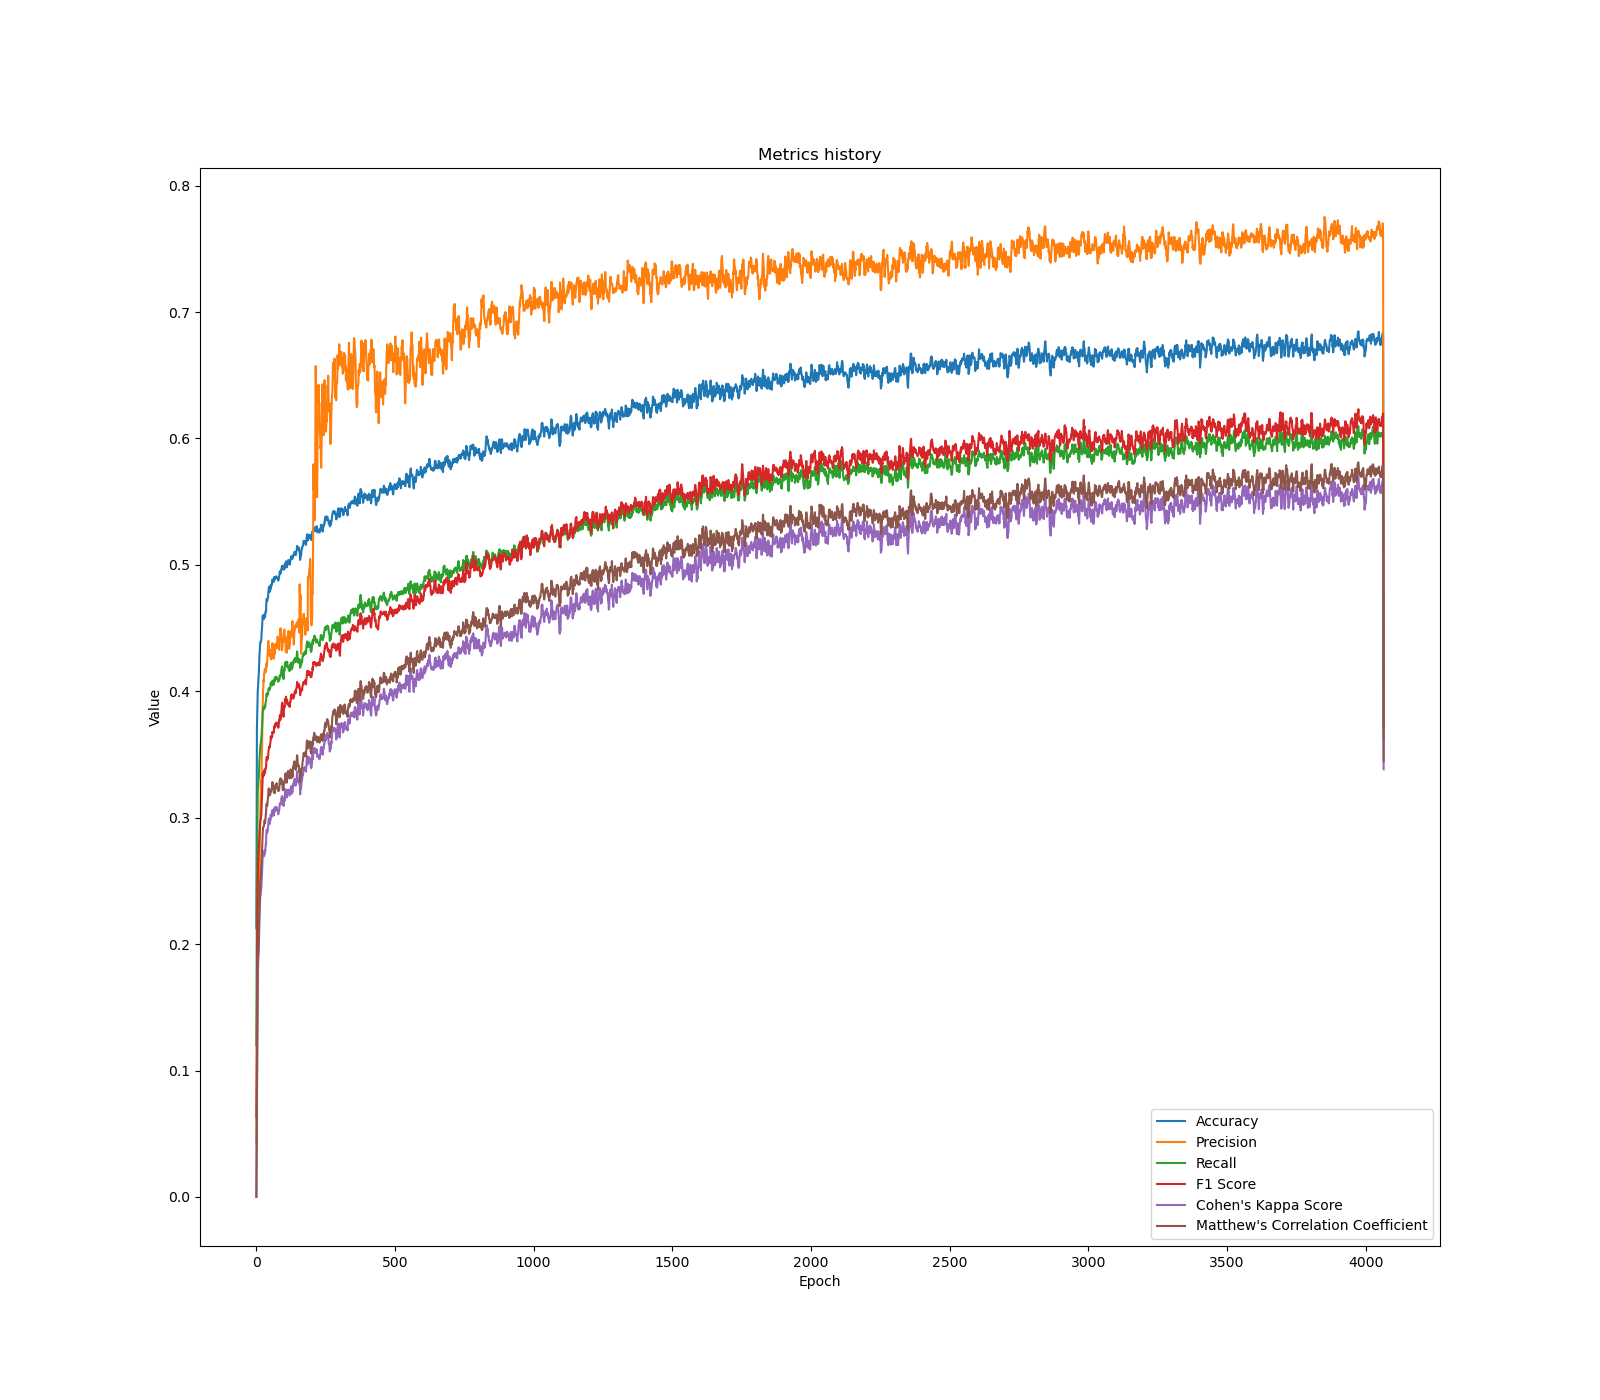 Metrics history
0.8
0.7
0.6
0.5
0.4
0.3
0.2
0.1
0.0
Value
0 500 1000 1500 2000 2500 3000 3500 4000
Epoch
Accuracy
Precision
Recall
F1 Score
Cohen's Kappa Score
Matthew's Correlation Coefficient